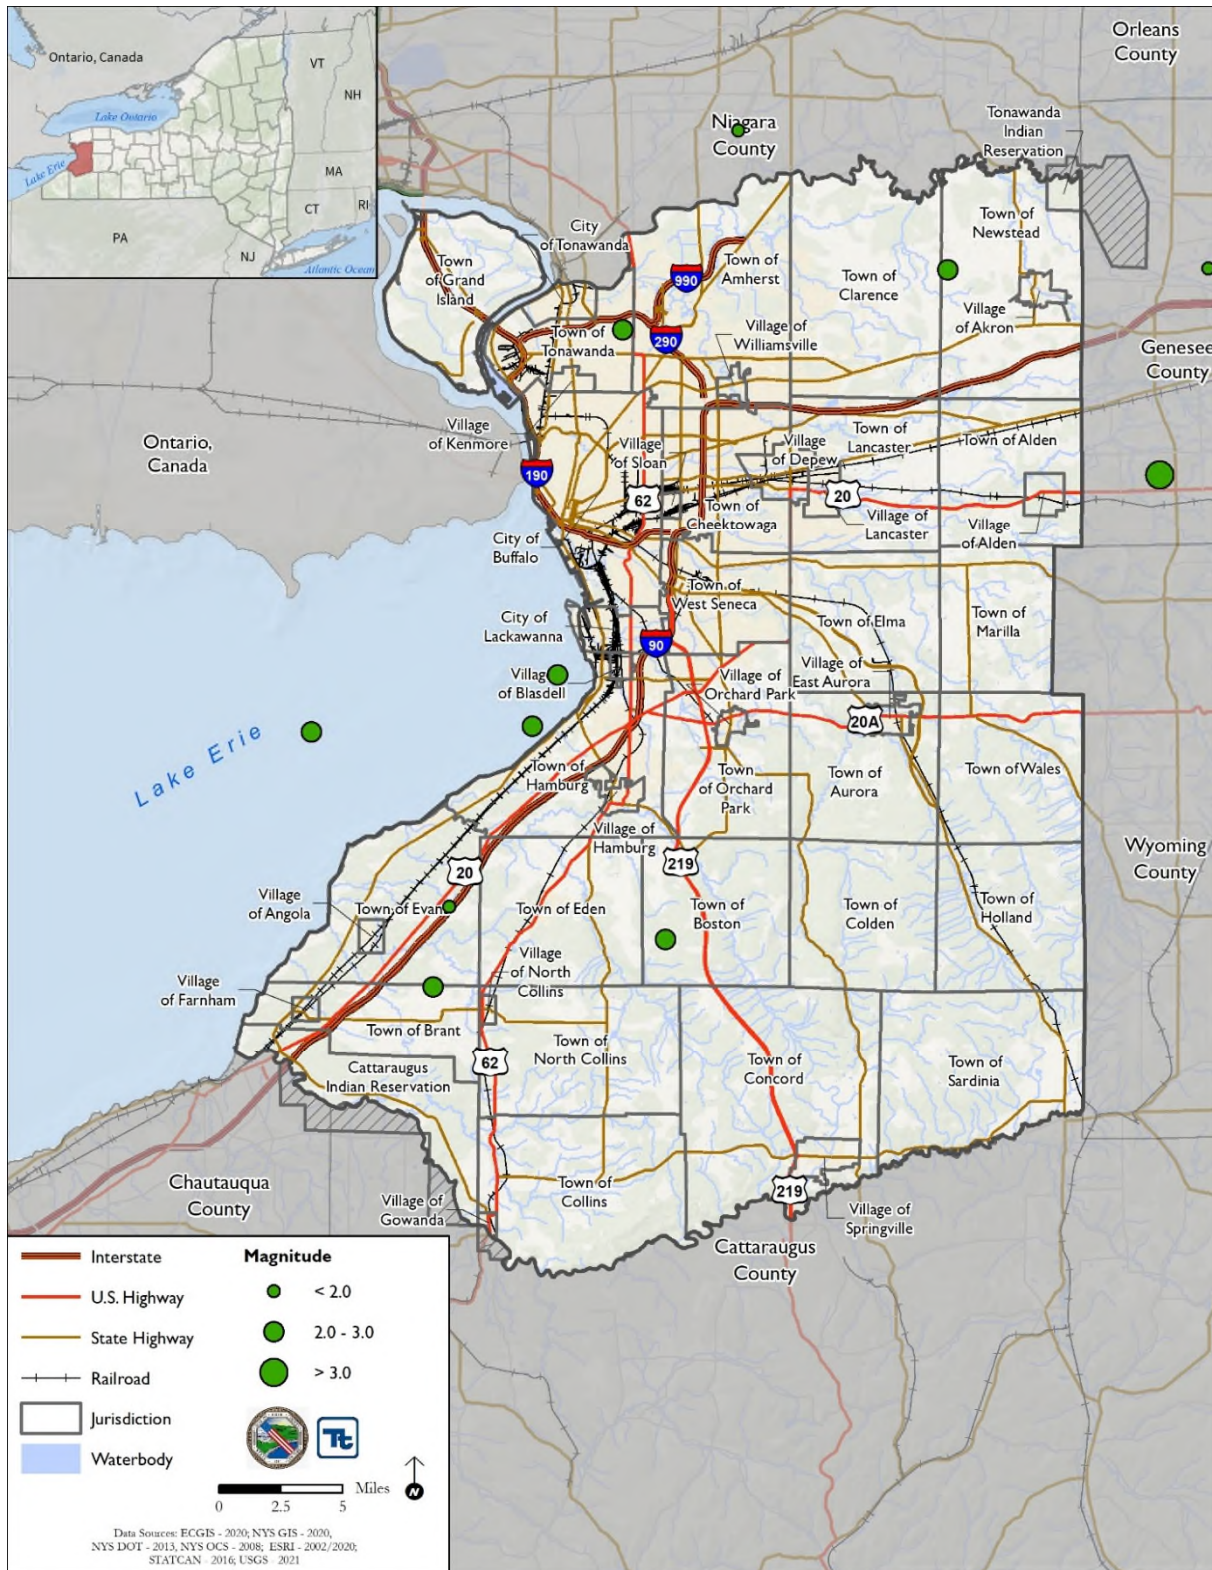 Ontario, Canada
VT
NH
Lake Ontario
Lake Erie
MA
RI
CT
PA
NJ
Atlantic Ocean
Orleans
County
Niagara
County
Tonawanda
Indian
Reservation
City
of Tonawanda
Town
of Grand
Island
Town of
Newstead
990
Town of
Amherst
Town of
Clarence
Village
of Akron
Town of
Tonawanda
290
Village of
Williamsville
Genesee
County
Ontario,
Canada
Village
of Kenmore
190
Village
of Sloan
Village
of Depew
Town of
Lancaster
Town of Alden
62
20
Town of
Cheektowaga
Village of
Lancaster
Village
of Alden
City of
Buffalo
Town of
West Seneca
City of
Lackawanna
90
Town of Elma
Town of
Marilla
Village
of Blasdell
Village of
Orchard Park
Village of
East Aurora
20A
Lake Erie
Town of
Hamburg
Town
of Orchard
Park
Town of
Aurora
Town of Wales
Village of
Hamburg
219
Wyoming
County
20
Village
of Angola
Town of Evan
Town of Eden
Town of
Boston
Town of
Colden
Town of
Holland
Village
of North
Collins
Village
of Farnham
Town of Brant
Town of
North Collins
62
Cattaraugus
Indian Reservation
Town of
Concord
Town of
Sardinia
Chautauqua
County
Village of
Gowanda
Town of
Collins
219
Village of
Springville
Cattaraugus
County
Interstate
U.S. Highway
State Highway
Railroad
Jurisdiction
Waterbody
Magnitude
< 2.0
2.0 - 3.0
> 3.0
Tt
0 2.5 5 Miles
N
Data Sources: ECGIS - 2020; NYS GIS - 2020,
NYS DOT - 2013, NYS OCS - 2008; ESRI - 2002/2020;
STATCAN - 2016; USGS - 2021